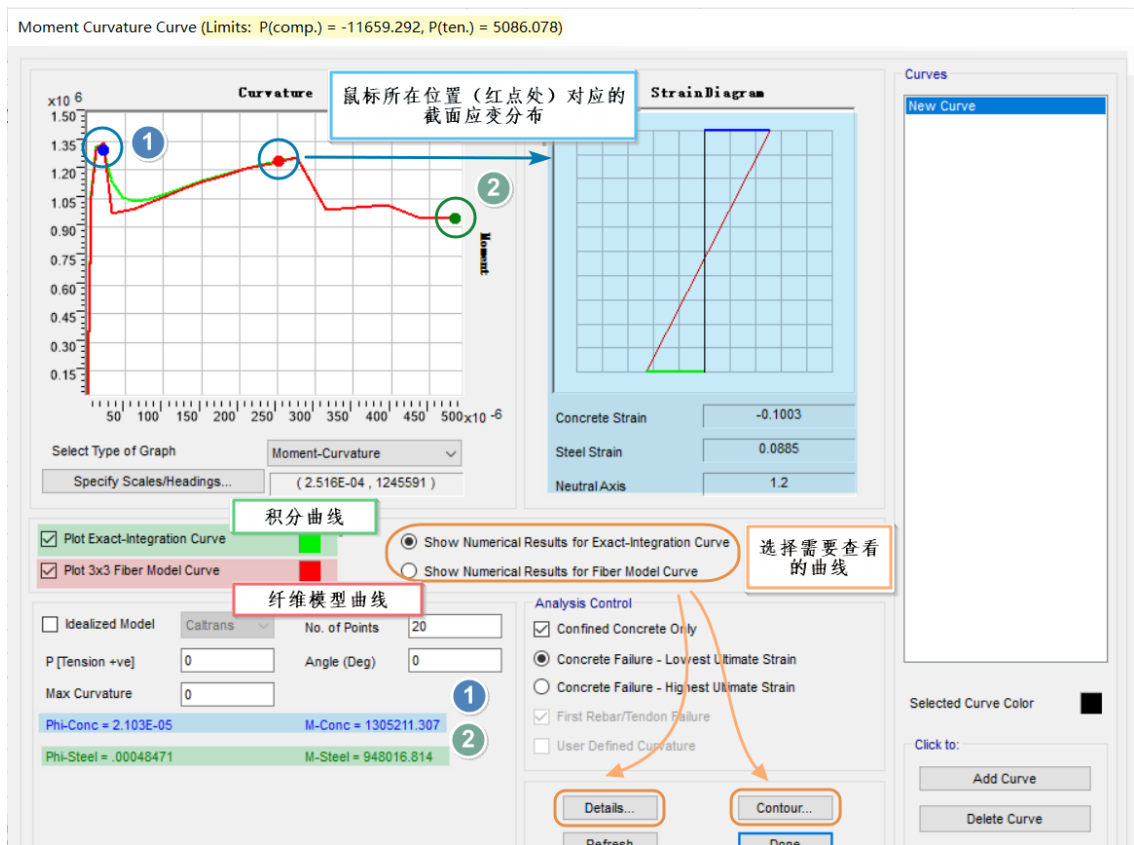 Moment Curvature Curve (Limits:  P(comp.) = -11659.292, P(ten.) = 5086.078)
Curvature
x10 6
1.50
1.35
1.20
1.05
0.90
0.75
0.60
0.45
0.30
0.15
1
2
Moment
50 100 150 200 250 300 350 400 450 500 x10 -6
鼠标所在位置（红点处）对应的
截面应变分布
StrainDiagram
Concrete Strain -0.1003
Steel Strain 0.0885
Neutral Axis 1.2
Select Type of Graph Moment-Curvature
Specify Scales/Headings... ( 2.516E-04 , 1245591 )
积分曲线
Plot Exact-Integration Curve
Plot 3x3 Fiber Model Curve
纤维模型曲线
Show Numerical Results for Exact-Integration Curve
Show Numerical Results for Fiber Model Curve
选择需要查看
的曲线
Idealized Model Caltrans No. of Points 20
P [Tension +ve] 0 Angle (Deg) 0
Max Curvature 0
1
Phi-Conc = 2.103E-05 M-Conc = 1305211.307
2
Phi-Steel = .00048471 M-Steel = 948016.814
Analysis Control
Confined Concrete Only
Concrete Failure - Lowest Ultimate Strain
Concrete Failure - Highest Ultimate Strain
First Rebar/Tendon Failure
User Defined Curvature
Details... Contour...
Refresh Done
Curves
New Curve
Selected Curve Color
Click to:
Add Curve
Delete Curve